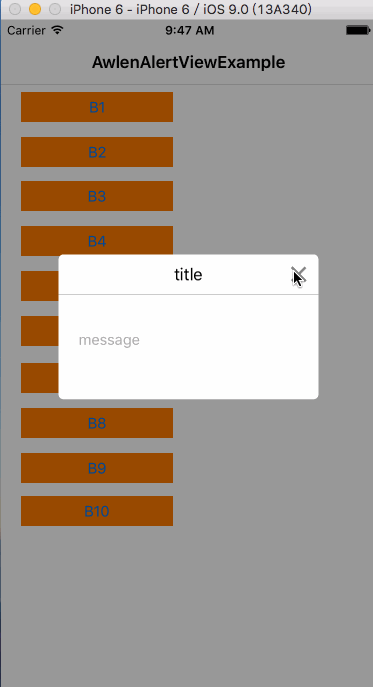 iPhone 6 - iPhone 6 / iOS 9.0 (13A340)
Carrier 9:47 AM
AwlenAlertViewExample
B1
B2
B3
B4
title
message
B8
B9
B10